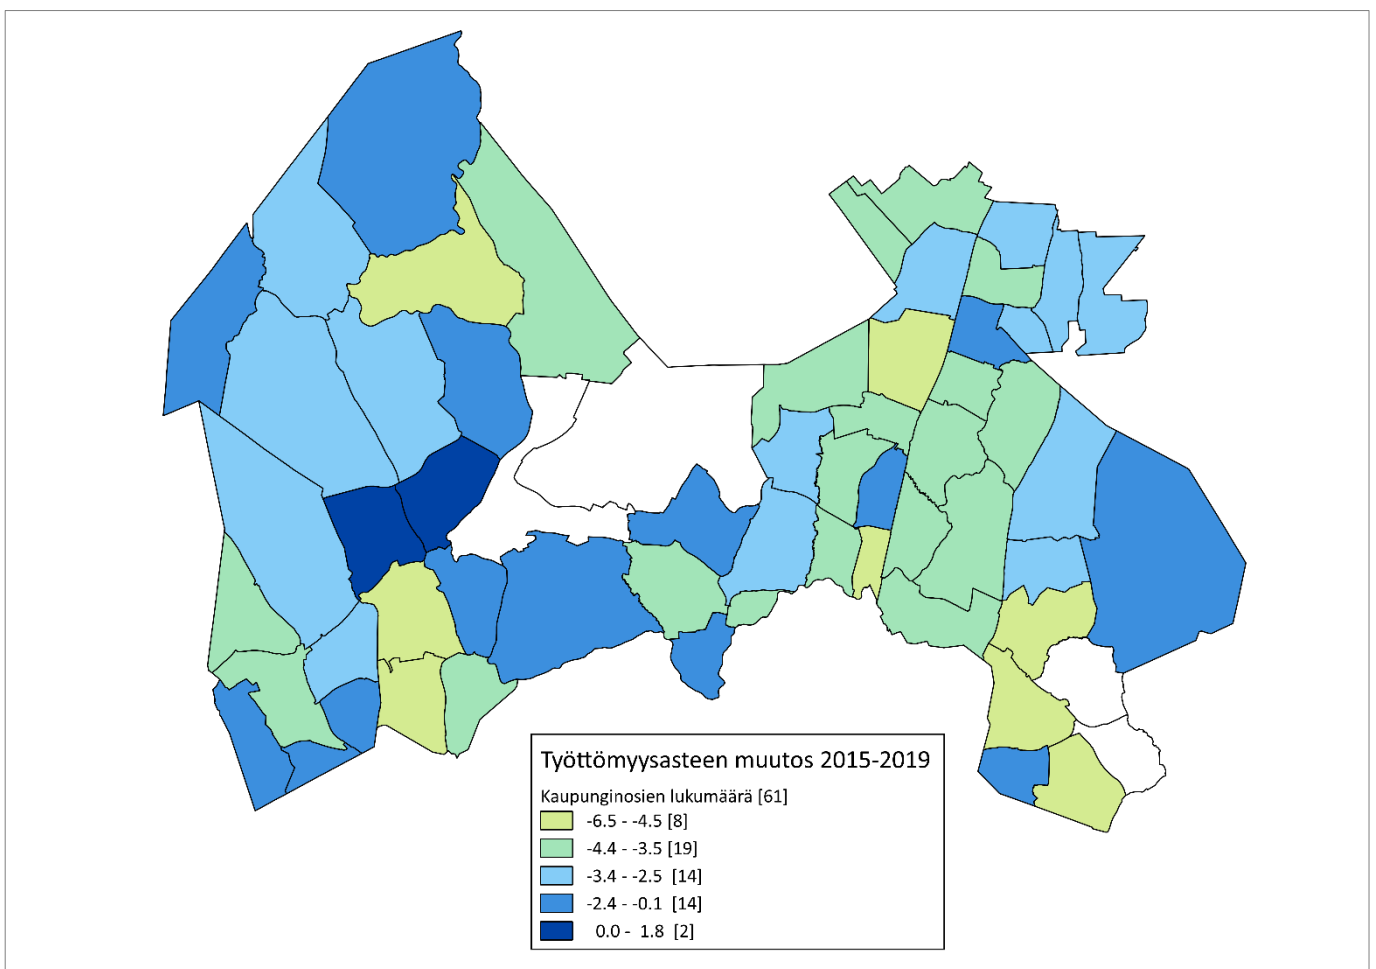 Työttömyysasteen muutos 2015-2019
Kaupunginosien lukumäärä [61]
-6.5 - -4.5 [8]
-4.4 - -3.5 [19]
-3.4 - -2.5 [14]
-2.4 - -0.1 [14]
0.0 - 1.8 [2]